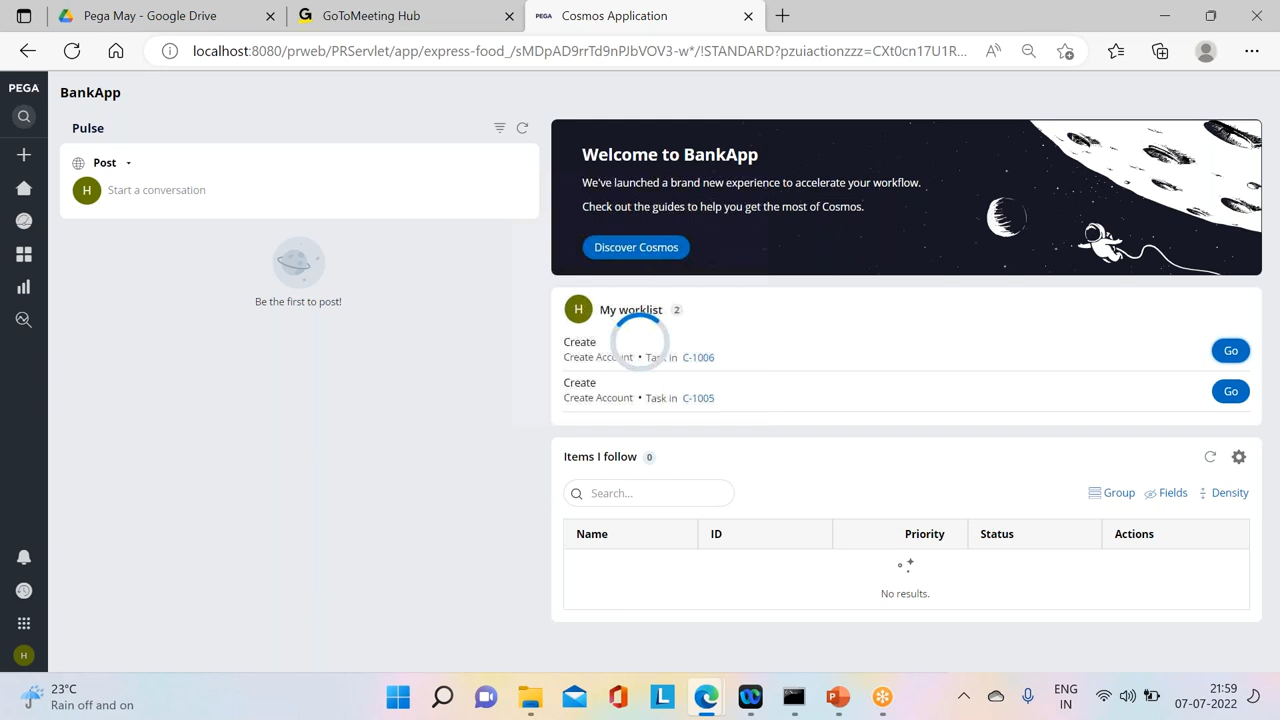 Pega May - Google Drive
GoToMeeting Hub
PEGA Cosmos Application
localhost:8080/prweb/PRServlet/app/express-food_/sMDpAD9rrTd9nPJbVOV3-w*/!STANDARD?pzuiactionzzz=CXt0cn17U1R...
PEGA
BankApp
Pulse
Post
H Start a conversation
Be the first to post!
Welcome to BankApp
We've launched a brand new experience to accelerate your workflow.
Check out the guides to help you get the most of Cosmos.
Discover Cosmos
H My worklist 2
Create
Create Account • Task in C-1006
Go
Create
Create Account • Task in C-1005
Go
Items I follow 0
Search...
Group Fields Density
Name ID Priority Status Actions
No results.
H
23°C
Rain off and on
ENG
IN
21:59
07-07-2022